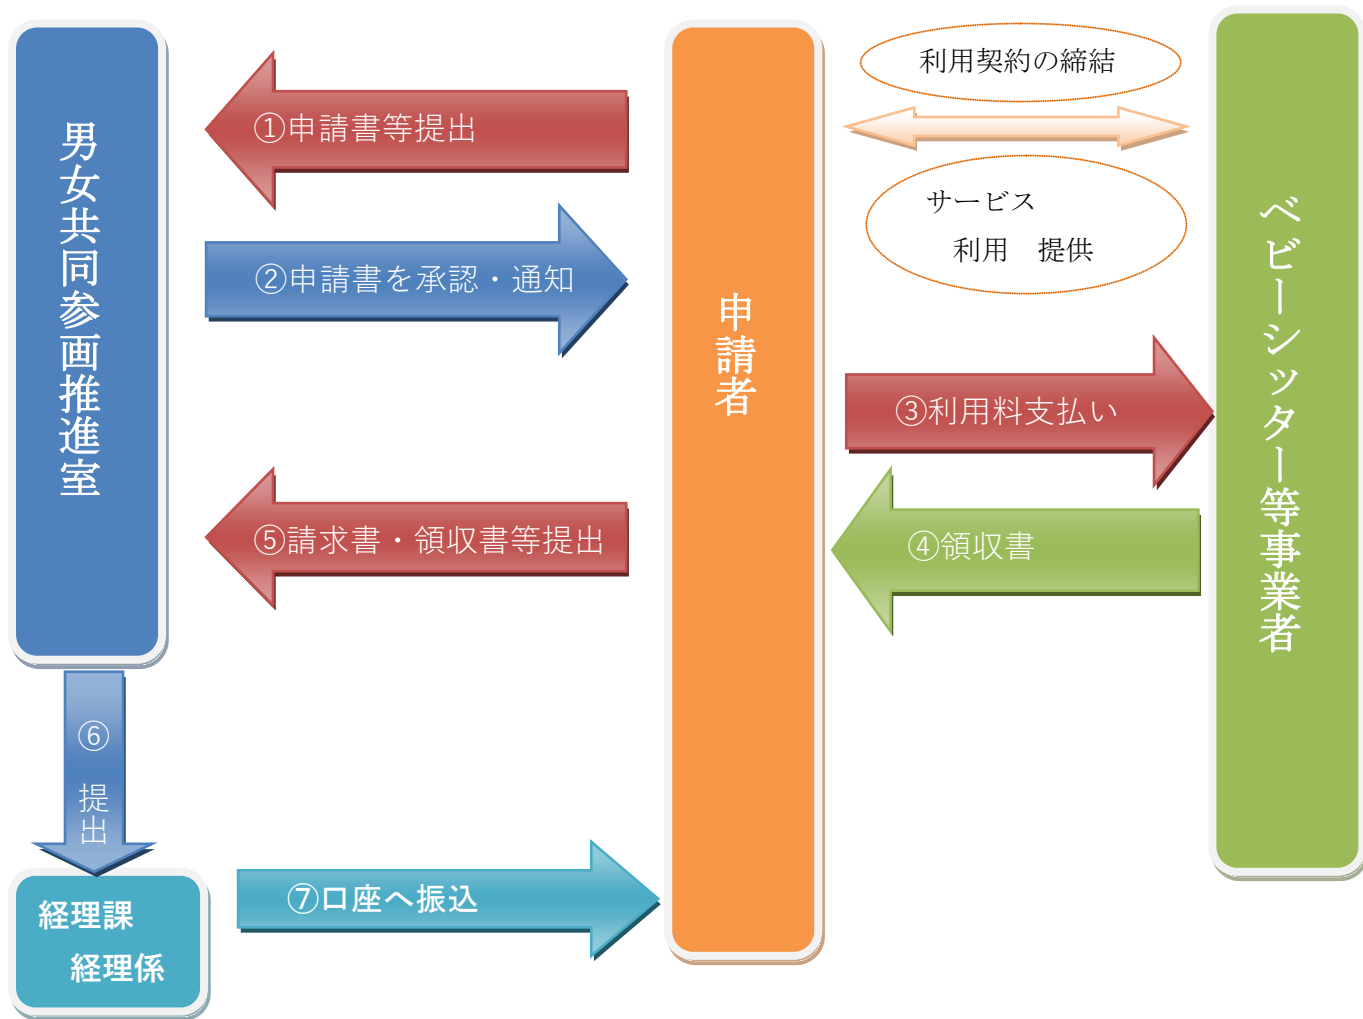 男女共同参画推進室
①申請書等提出
②申請書を承認・通知
⑤請求書・領収書等提出
⑥
提出
経理課
経理係
⑦口座へ振込
申請者
利用契約の締結
サービス
利用　提供
③利用料支払い
④領収書
ベビーシッター等事業者